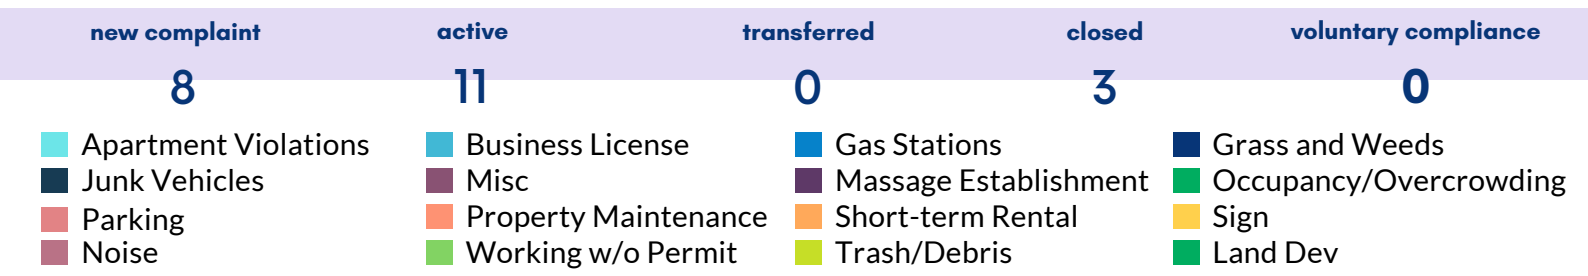 new complaint active transferred closed voluntary compliance
8 11 0 3 0
Apartment Violations Business License Gas Stations Grass and Weeds
Junk Vehicles Misc Massage Establishment Occupancy/Overcrowding
Parking Property Maintenance Short-term Rental Sign
Noise Working w/o Permit Trash/Debris Land Dev